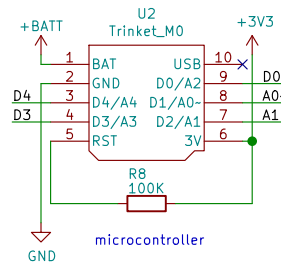 U2
+BATT
Trinket_M0
+3V3
1 BAT USB 10
2 GND D0/A2 9 D0
D4 3 D4/A4 D1/A0~ 8 A0~
D3 4 D3/A3 D2/A1 7 A1
5 RST 3V 6
R8
100K
GND
microcontroller